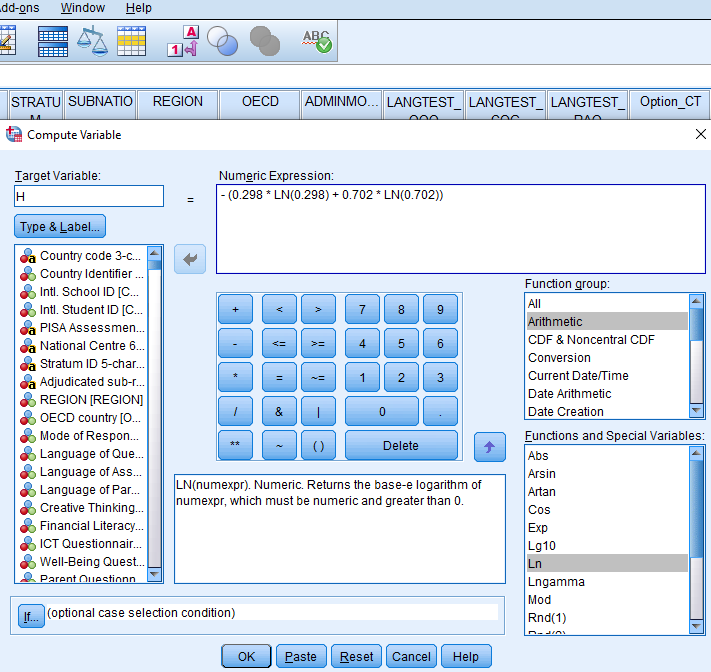 dd-ons Window Help
A
1
ABC
STRATU SUBNATIO REGION OECD ADMINMO... LANGTEST_ LANGTEST_ LANGTEST_ Option_CT
Compute Variable
Target Variable:
H
=
Type & Label...
Numeric Expression:
- (0.298 * LN(0.298) + 0.702 * LN(0.702))
Country code 3-c...
Country Identifier ...
Intl. School ID [C...
Intl. Student ID [C...
PISA Assessmen...
National Centre 6...
Stratum ID 5-char...
Adjudicated sub-r...
REGION [REGION]
OECD country [O...
Mode of Respon...
Language of Que...
Language of Ass...
Language of Par...
Creative Thinking...
Financial Literacy...
ICT Questionnair...
Well-Being Quest...
Parent Questionn
+ < > 7 8 9
- <= >= 4 5 6
* = ~= 1 2 3
/ & | 0 .
** ~ ( ) Delete
LN(numexpr). Numeric. Returns the base-e logarithm of
numexpr, which must be numeric and greater than 0.
Function group:
All
Arithmetic
CDF & Noncentral CDF
Conversion
Current Date/Time
Date Arithmetic
Date Creation
Functions and Special Variables:
Abs
Arsin
Artan
Cos
Exp
Lg10
Ln
Lngamma
Mod
Rnd(1)
If... (optional case selection condition)
OK Paste Reset Cancel Help